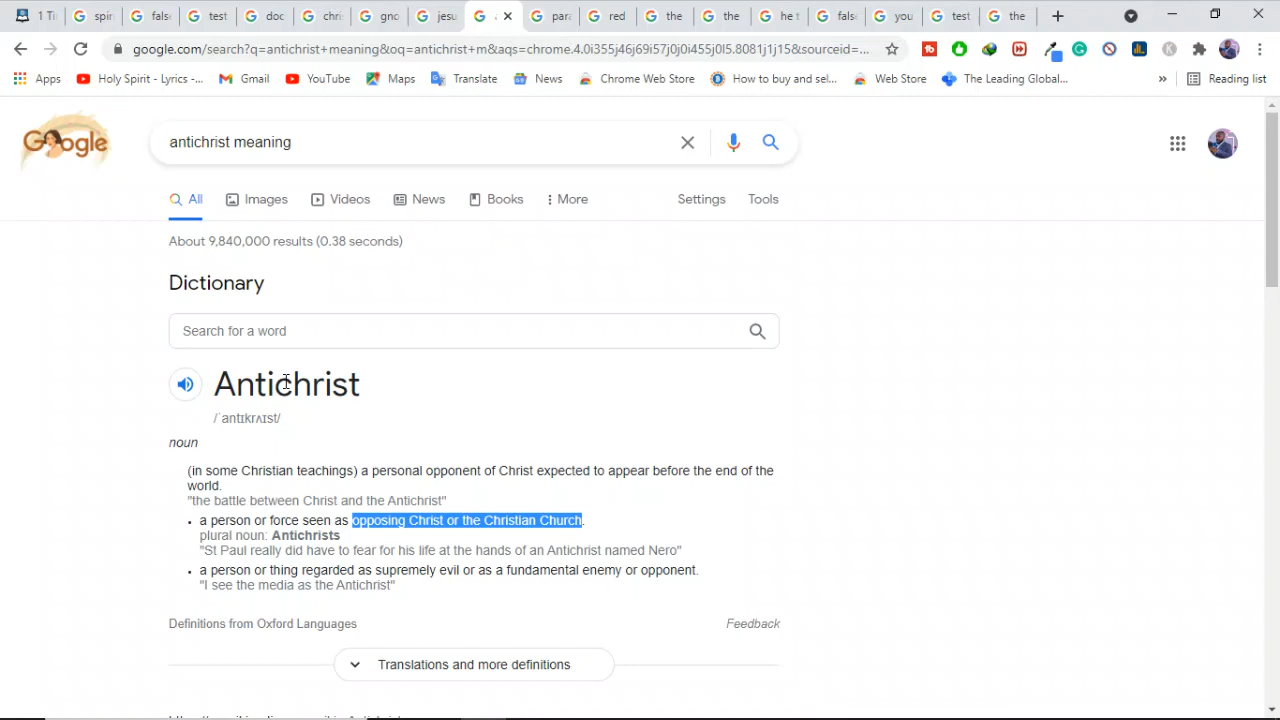 1 Ti
spiri
false
test
doc
chri
gno
jesu
para
red
the
the
he t
false
you
test
the
google.com/search?q=antichrist+meaning&oq=antichrist+m&aqs=chrome.4.0i355j46j69i57j0j0i455j0l5.8081j1j15&sourceid=...
Apps
Holy Spirit - Lyrics -...
Gmail
YouTube
Maps
Translate
News
Chrome Web Store
How to buy and sel...
Web Store
The Leading Global...
»
Reading list
Google
antichrist meaning
All
Images
Videos
News
Books
More
Settings
Tools
About 9,840,000 results (0.38 seconds)
Dictionary
Search for a word
Antichrist
/ˈantɪkrʌɪst/
noun
(in some Christian teachings) a personal opponent of Christ expected to appear before the end of the
world.
"the battle between Christ and the Antichrist"
• a person or force seen as opposing Christ or the Christian Church.
plural noun: Antichrists
"St Paul really did have to fear for his life at the hands of an Antichrist named Nero"
• a person or thing regarded as supremely evil or as a fundamental enemy or opponent.
"I see the media as the Antichrist"
Definitions from Oxford Languages
Feedback
Translations and more definitions